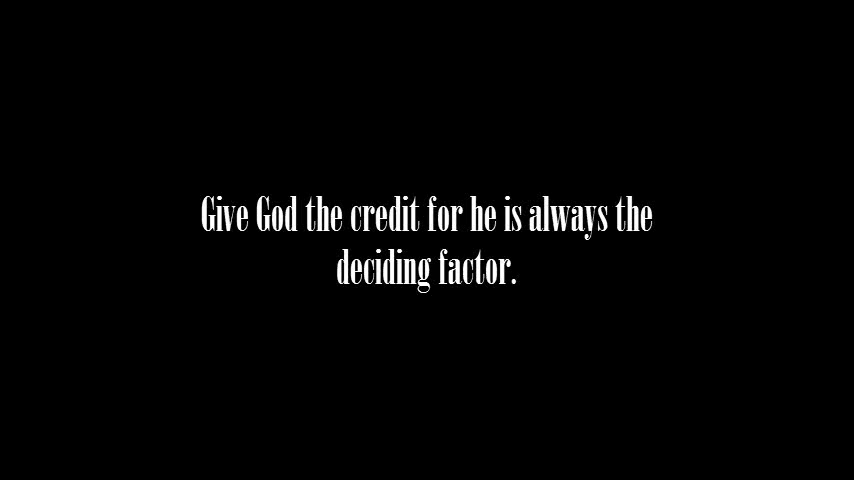 Give God the credit for he is always the
deciding factor.